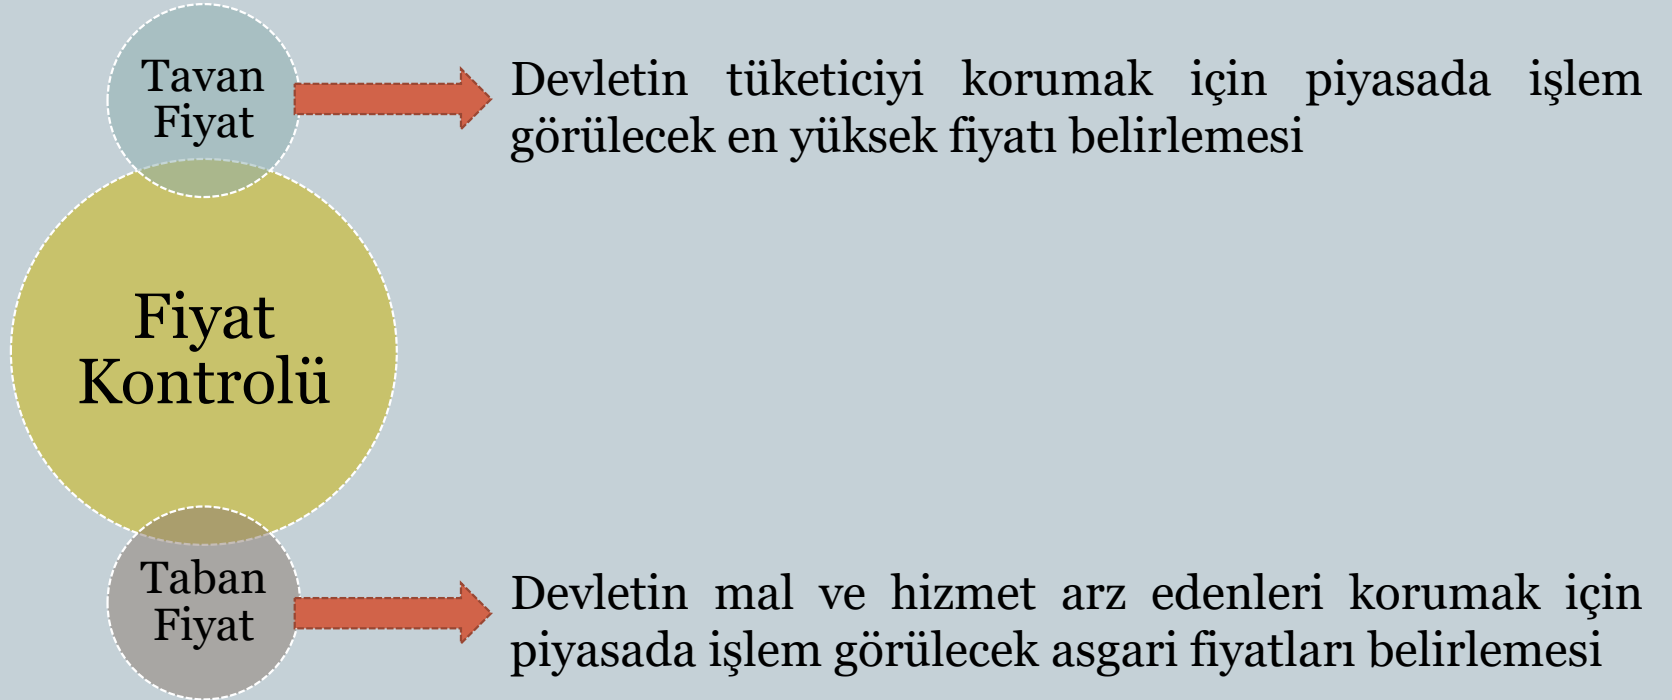 Tavan
Fiyat
Devletin tüketiciyi korumak için piyasada işlem
görülecek en yüksek fiyatı belirlemesi
Fiyat
Kontrolü
Taban
Fiyat
Devletin mal ve hizmet arz edenleri korumak için
piyasada işlem görülecek asgari fiyatları belirlemesi